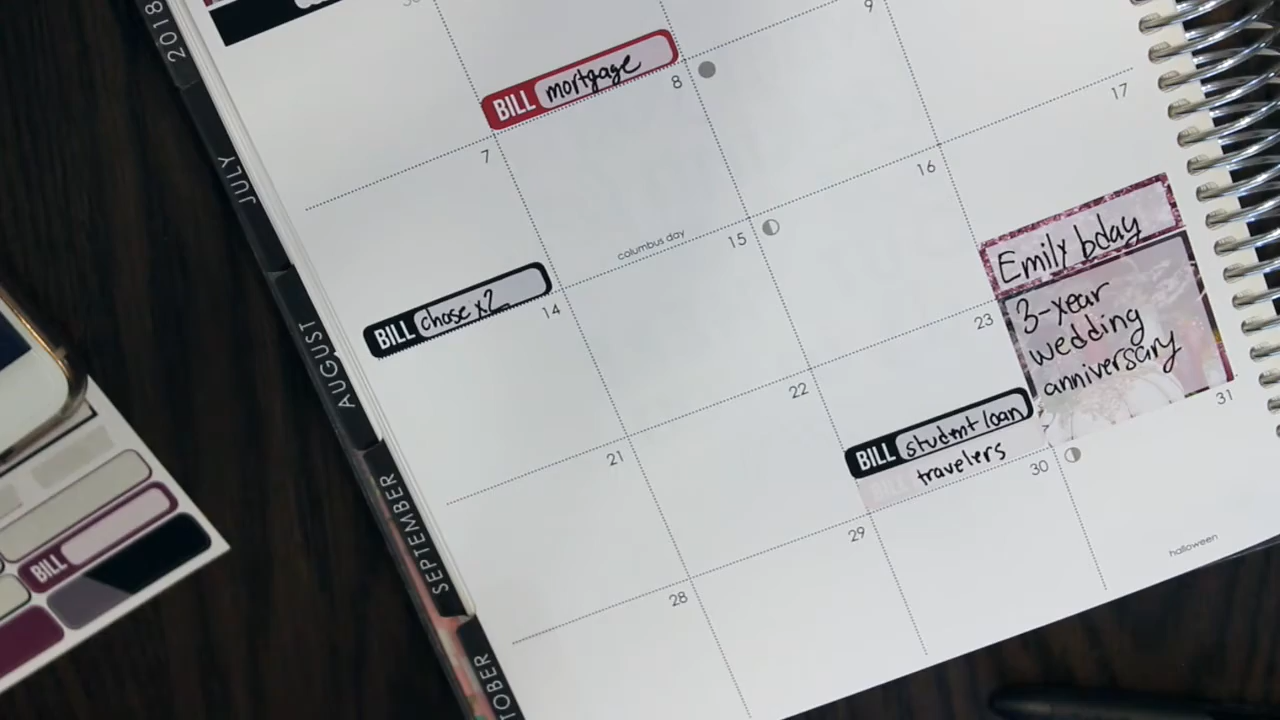 2018
JULY
AUGUST
SEPTEMBER
TOBER
9
BILL mortgage
8
17
7
16
columbus day
15
Emily bday
BILL chase x2
14
3-year
wedding
anniversary
23
22
BILL student loan
travelers
31
21
30
29
halloween
28
BILL